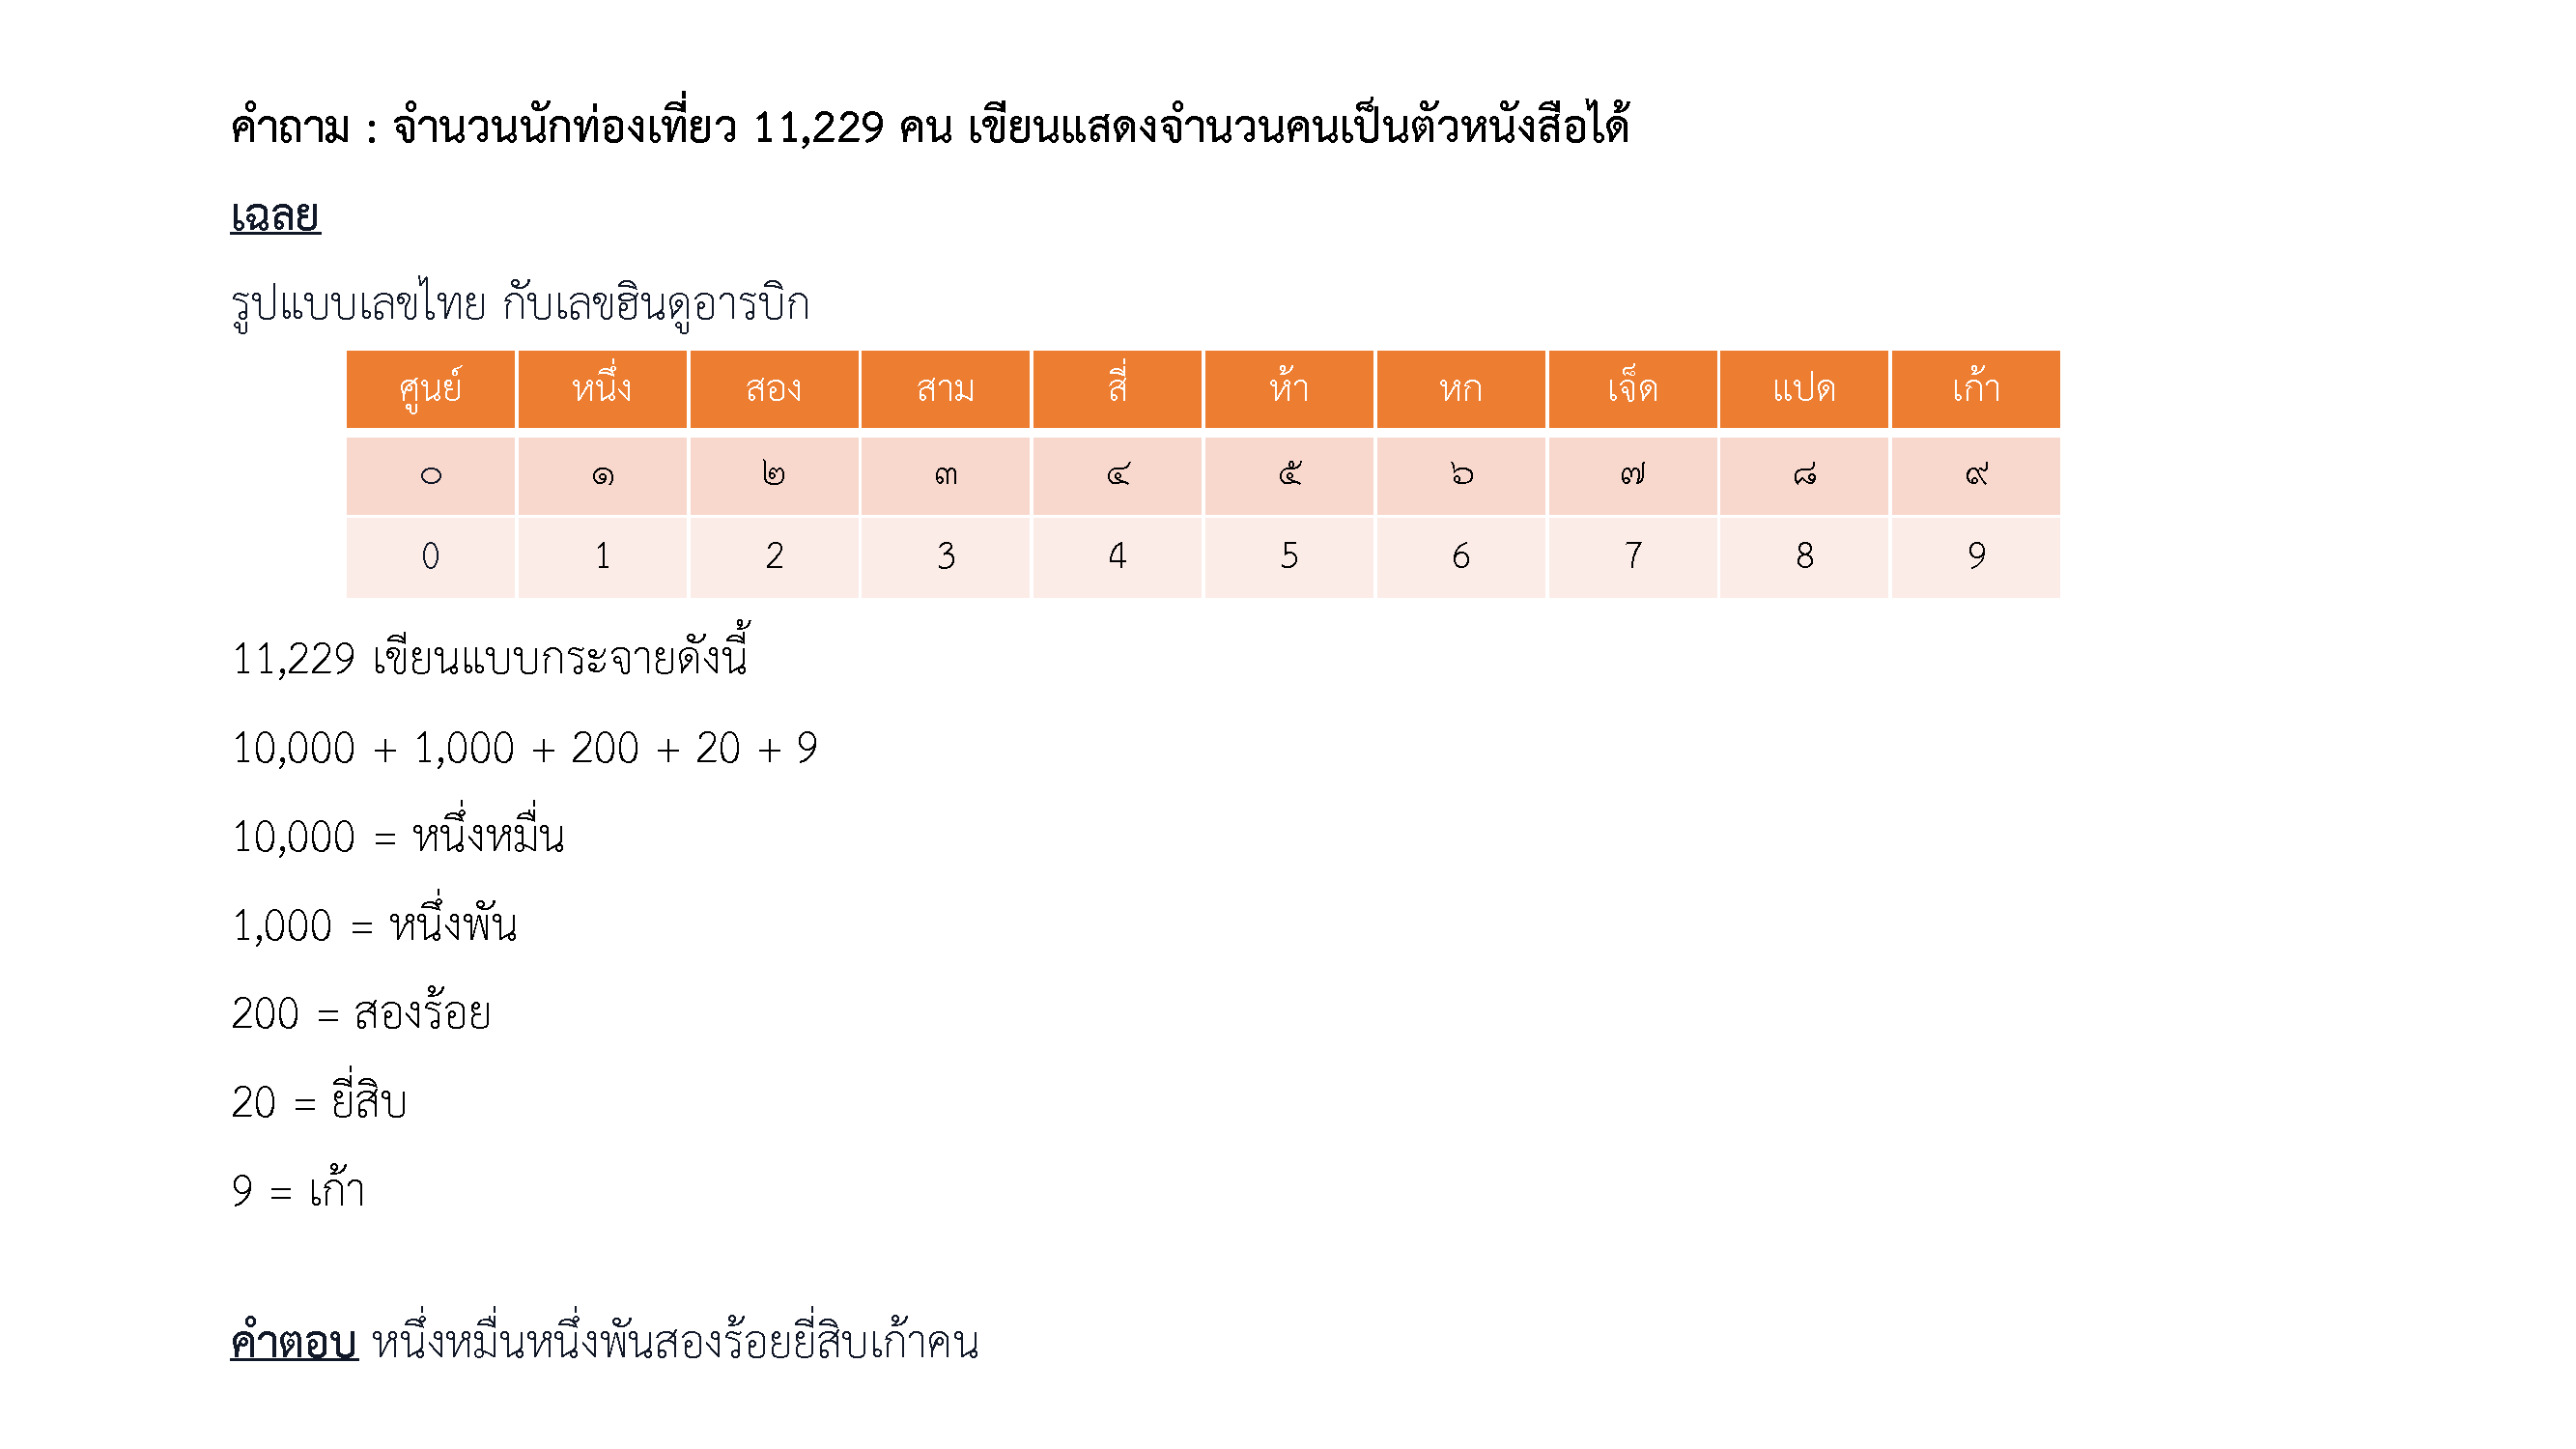 คำถาม : จำนวนนักท่องเที่ยว 11,229 คน เขียนแสดงจำนวนคนเป็นตัวหนังสือได้
เฉลย
รูปแบบเลขไทย กับเลขฮินดูอารบิก
ศูนย์ หนึ่ง สอง สาม สี่ ห้า หก เจ็ด แปด เก้า
๐ ๑ ๒ ๓ ๔ ๕ ๖ ๗ ๘ ๙
0 1 2 3 4 5 6 7 8 9
11,229 เขียนแบบกระจายดังนี้
10,000 + 1,000 + 200 + 20 + 9
10,000 = หนึ่งหมื่น
1,000 = หนึ่งพัน
200 = สองร้อย
20 = ยี่สิบ
9 = เก้า
คำตอบ หนึ่งหมื่นหนึ่งพันสองร้อยยี่สิบเก้าคน